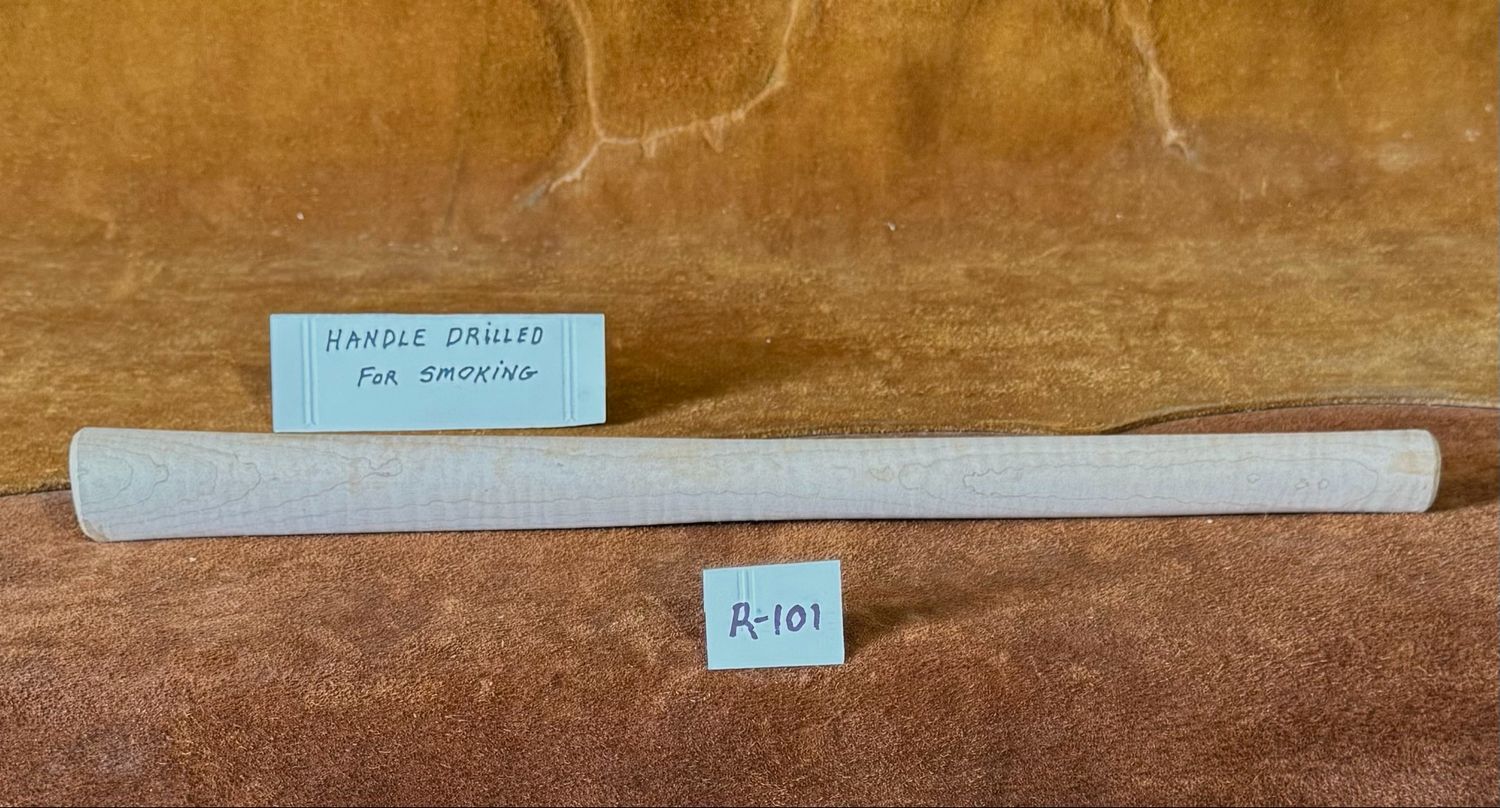 HANDLE DRiLLED
FOR SMOKiNG
R-101